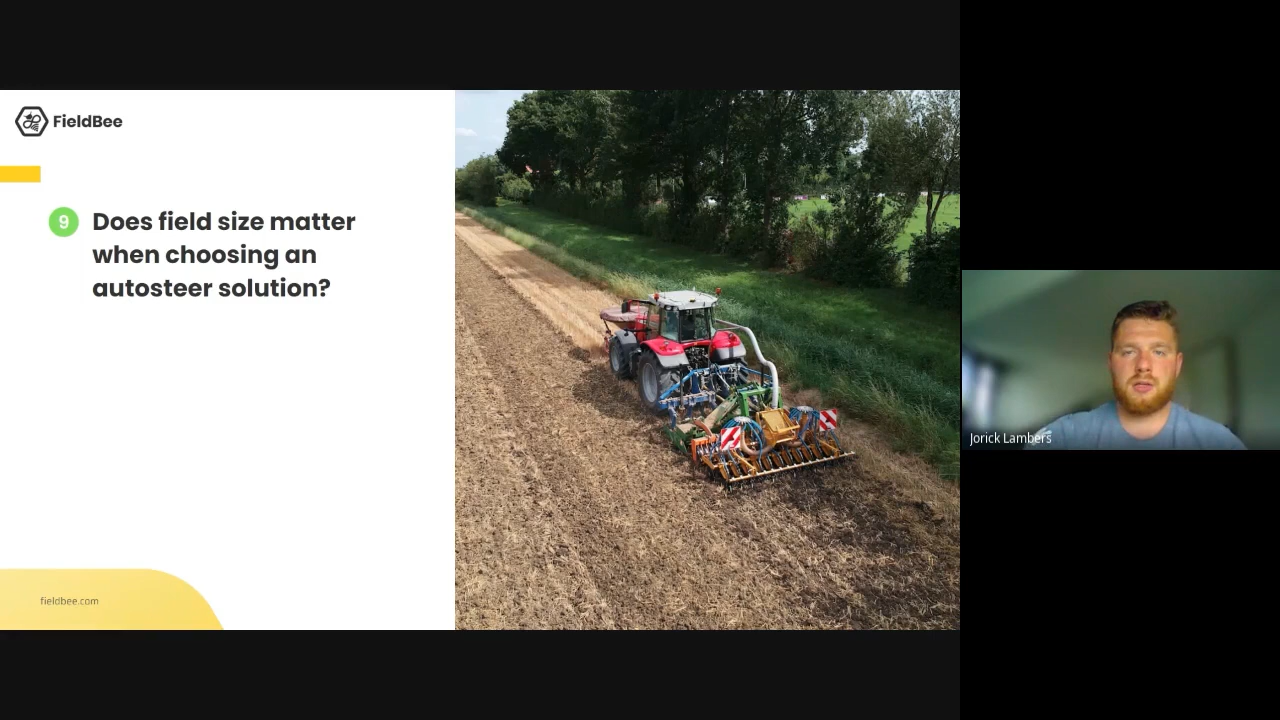 FieldBee
9 Does field size matter
when choosing an
autosteer solution?
fieldbee.com
Jorick Lambers